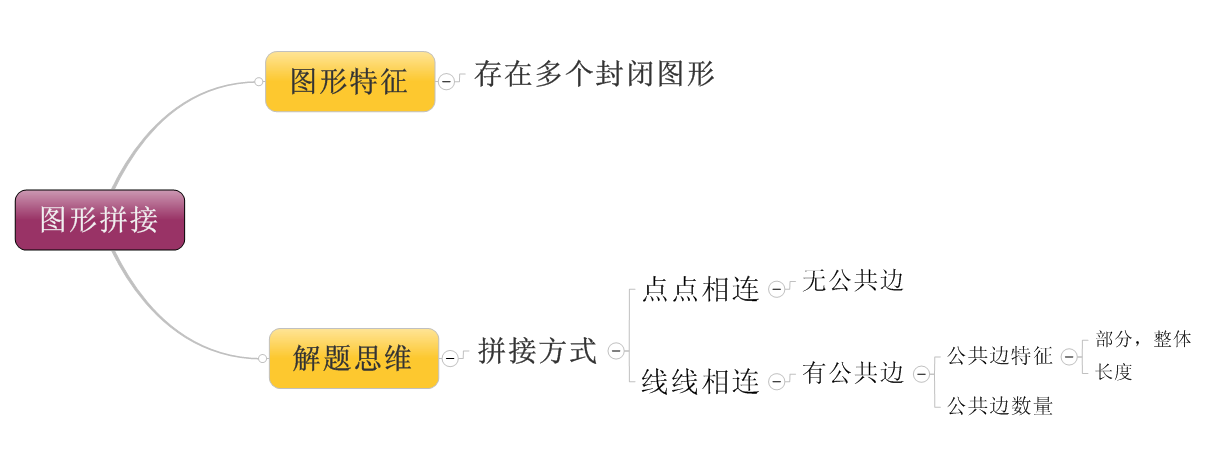 图形拼接
图形特征
存在多个封闭图形
解题思维
拼接方式
点点相连
无公共边
线线相连
有公共边
公共边特征
部分，整体
长度
公共边数量